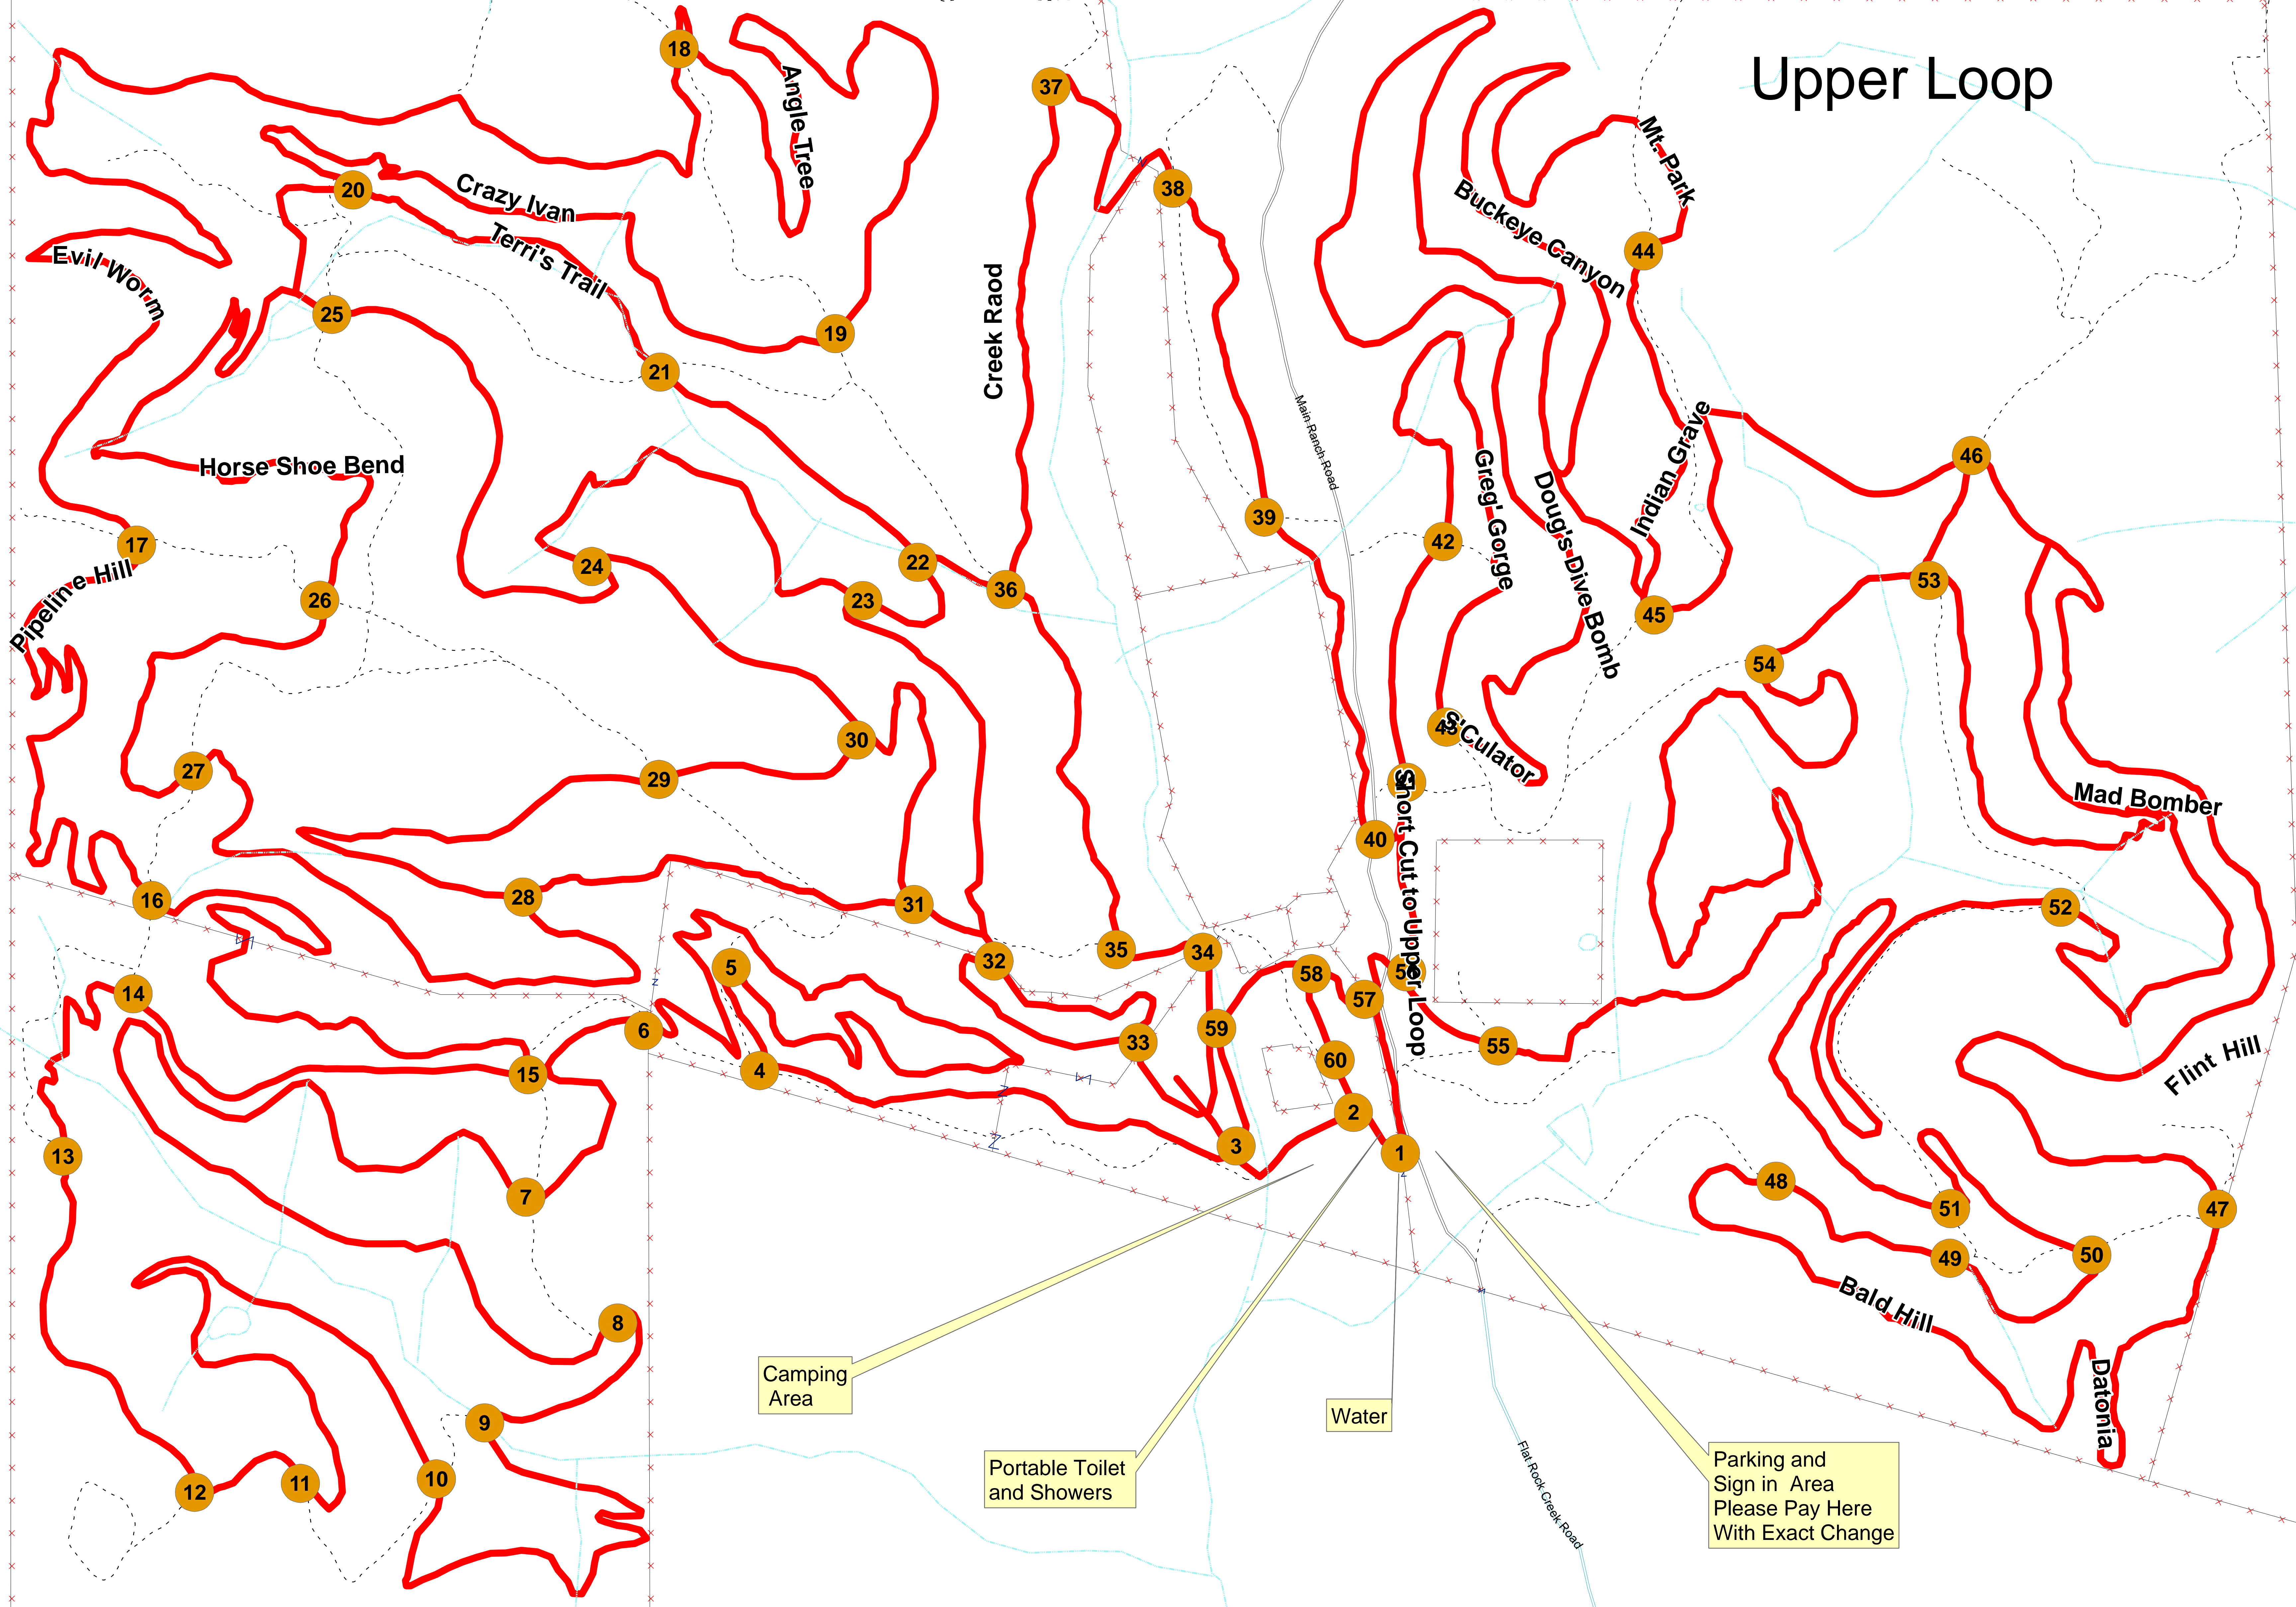 Upper Loop
18
37
Angle Tree
Mt. Park
20
38
Crazy Ivan
Buckeye Canyon
Terri's Trail
44
Evil Worm
25
19
Creek Raod
21
Main Ranch Road
Indian Grave
46
Horse Shoe Bend
Greg' Gorge
Doug's Dive Bomb
39
17
42
24
22
36
53
Pipeline Hill
26
23
45
54
S'Culator
30
27
29
Mad Bomber
40
Short Cut to Upper Loop
16
28
31
52
35
34
32
5
58
14
57
6
59
33
55
4
60
15
Flint Hill
2
3
1
13
7
48
51
47
49
50
Bald Hill
8
Datonia
Camping
Area
Water
9
Portable Toilet
and Showers
Flat Rock Creek Road
Parking and
Sign in Area
Please Pay Here
With Exact Change
10
11
12